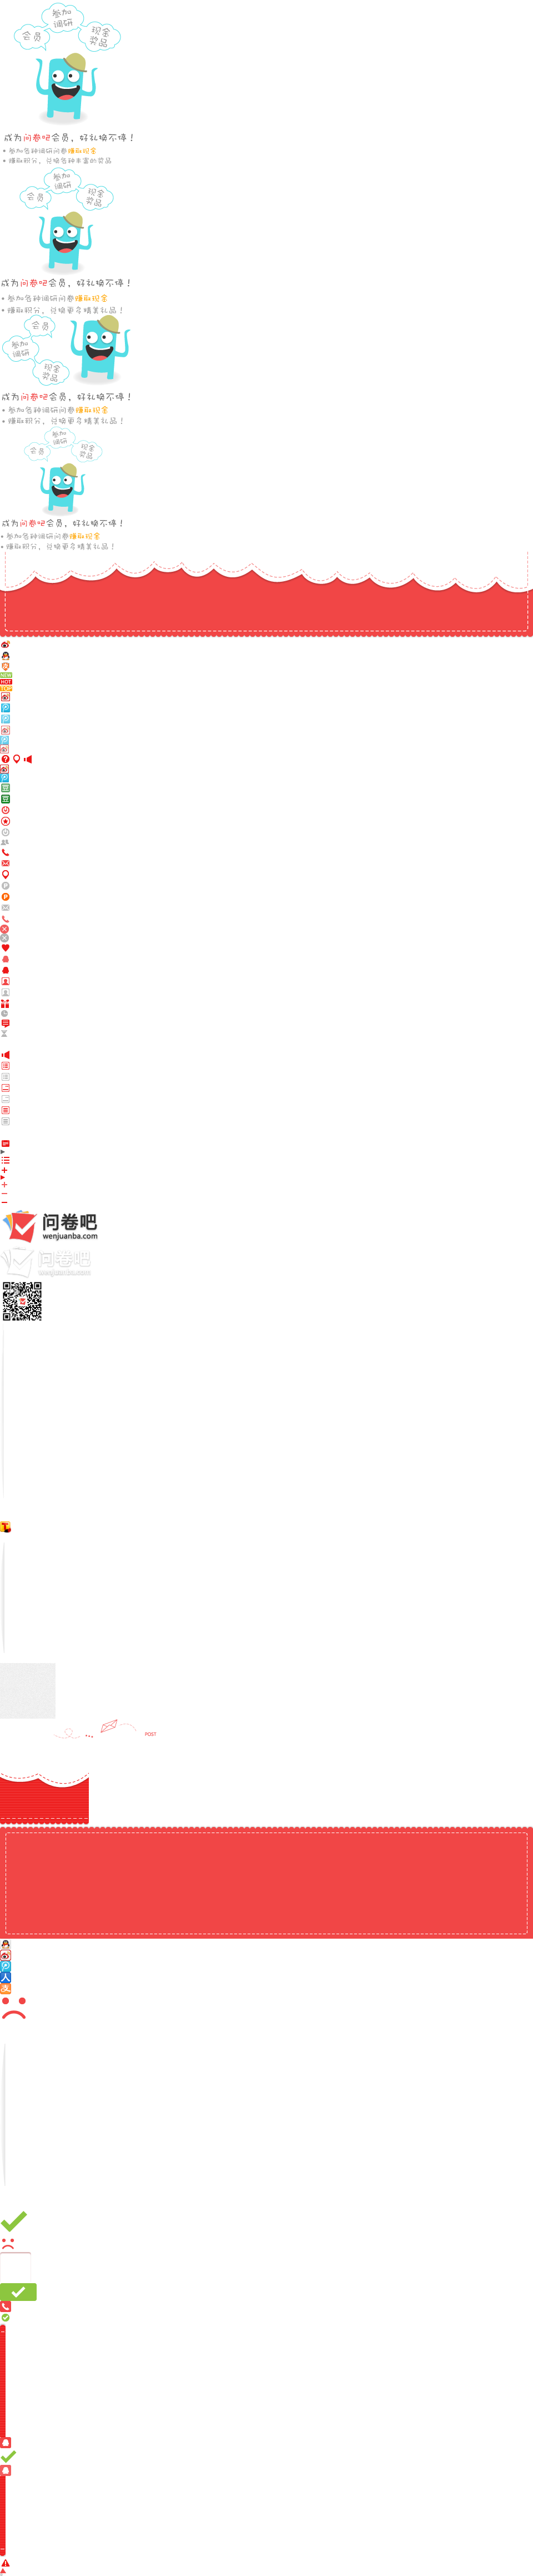 参加
调研
会员
现金
奖品
成为问卷吧会员，好礼换不停！
参加各种调研问卷赚取现金
赚取积分，兑换各种丰富的奖品
参加
调研
会员
现金
奖品
成为问卷吧会员，好礼换不停！
参加各种调研问卷赚取现金
赚取积分，兑换更多精美礼品！
会员
参加
调研
现金
奖品
成为问卷吧会员，好礼换不停！
参加各种调研问卷赚取现金
赚取积分，兑换更多精美礼品！
参加
调研
会员
现金
奖品
成为问卷吧会员，好礼换不停！
参加各种调研问卷赚取现金
赚取积分，兑换更多精美礼品！
NEW
HOT
TOP
P
P
问卷吧
wenjuanba.com
问卷吧
wenjuanba.com
T
POST
人